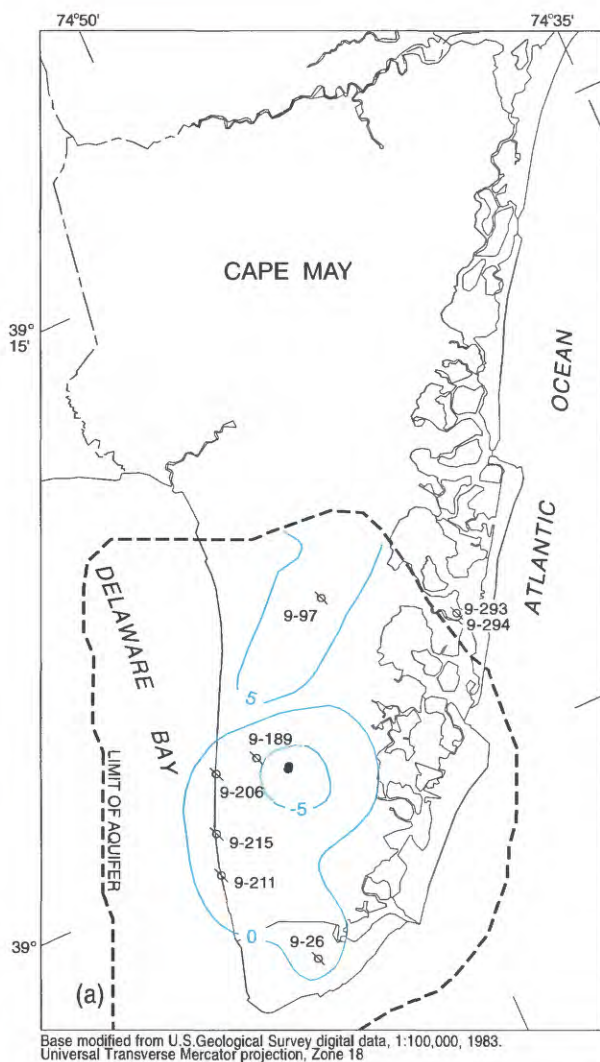 74°50'
74°35'
CAPE MAY
39°
15'
ATLANTIC OCEAN
DELAWARE BAY
9-97
9-293
9-294
5
9-189
-5
9-206
LIMIT OF AQUIFER
9-215
9-211
0
9-26
39°
(a)
Base modified from U.S.Geological Survey digital data, 1:100,000, 1983.
Universal Transverse Mercator projection, Zone 18